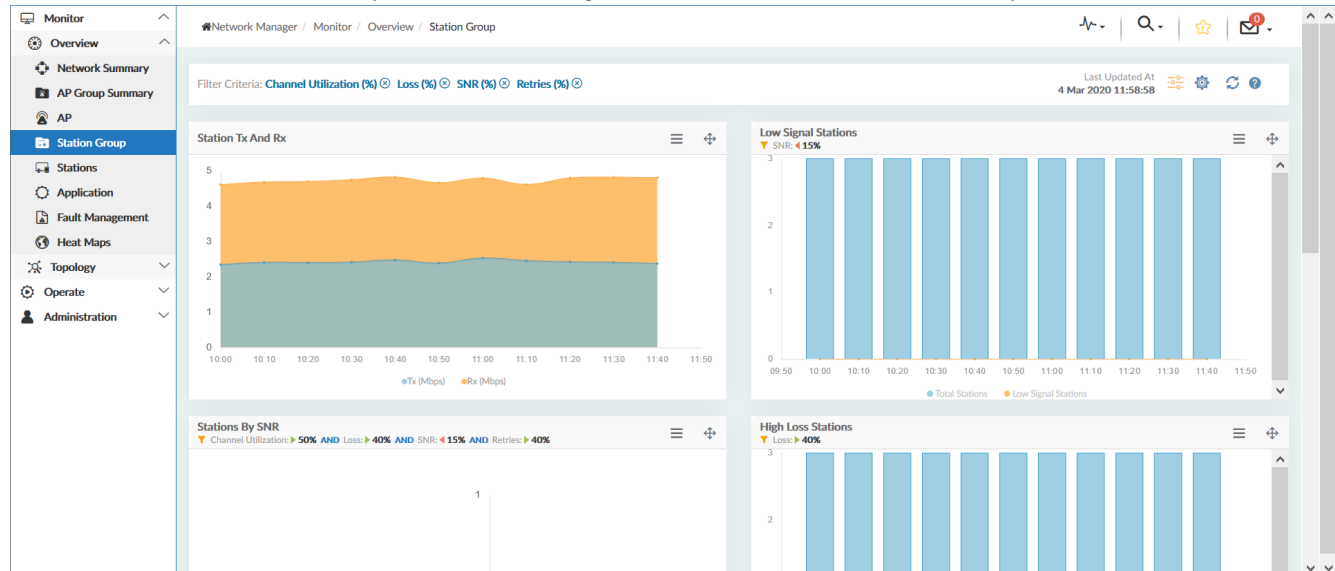 Monitor
Overview
Network Summary
AP Group Summary
AP
Station Group
Stations
Application
Fault Management
Heat Maps
Topology
Operate
Administration
Network Manager / Monitor / Overview / Station Group
0
Filter Criteria: Channel Utilization (%) Loss (%) SNR (%) Retries (%)
Last Updated At
4 Mar 2020 11:58:58
Station Tx And Rx
5
4
3
2
1
0
10:00 10:10 10:20 10:30 10:40 10:50 11:00 11:10 11:20 11:30 11:40 11:50
Tx (Mbps) Rx (Mbps)
Low Signal Stations
SNR: 15%
3
2
1
0
09:50 10:00 10:10 10:20 10:30 10:40 10:50 11:00 11:10 11:20 11:30 11:40 11:50
Total Stations Low Signal Stations
Stations By SNR
Channel Utilization: 50% AND Loss: 40% AND SNR: 15% AND Retries: 40%
1
High Loss Stations
Loss: 40%
3
2